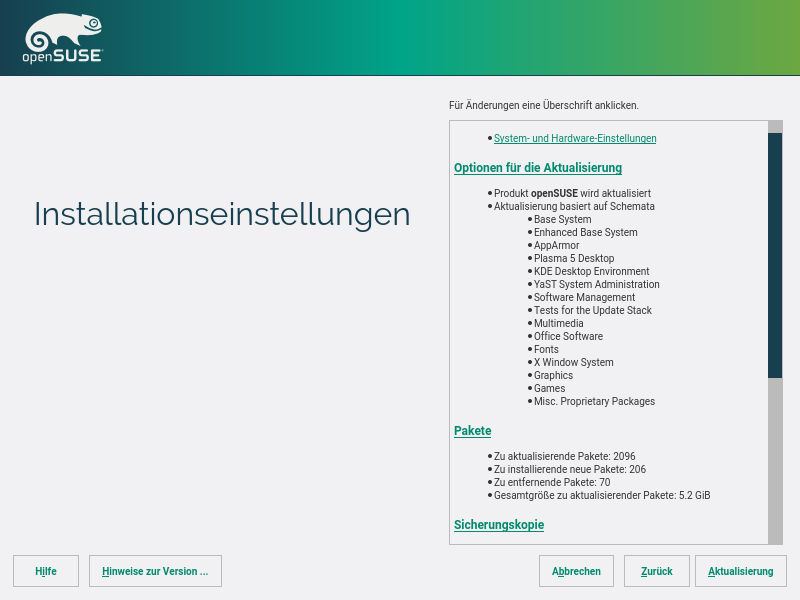 openSUSE
Für Änderungen eine Überschrift anklicken.
System- und Hardware-Einstellungen
Optionen für die Aktualisierung
Produkt openSUSE wird aktualisiert
Aktualisierung basiert auf Schemata
Base System
Enhanced Base System
AppArmor
Plasma 5 Desktop
KDE Desktop Environment
YaST System Administration
Software Management
Tests for the Update Stack
Multimedia
Office Software
Fonts
X Window System
Graphics
Games
Misc. Proprietary Packages
Installationseinstellungen
Pakete
Zu aktualisierende Pakete: 2096
Zu installierende neue Pakete: 206
Zu entfernende Pakete: 70
Gesamtgröße zu aktualisierender Pakete: 5.2 GiB
Sicherungskopie
Hilfe
Hinweise zur Version ...
Abbrechen
Zurück
Aktualisierung